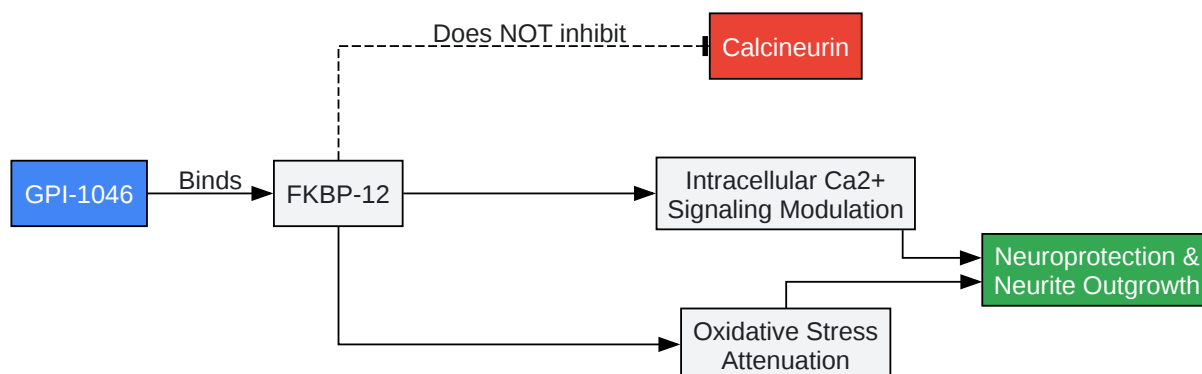 Does NOT inhibit
Calcineurin
GPI-1046
Binds
FKBP-12
Intracellular Ca2+
Signaling Modulation
Neuroprotection &
Neurite Outgrowth
Oxidative Stress
Attenuation